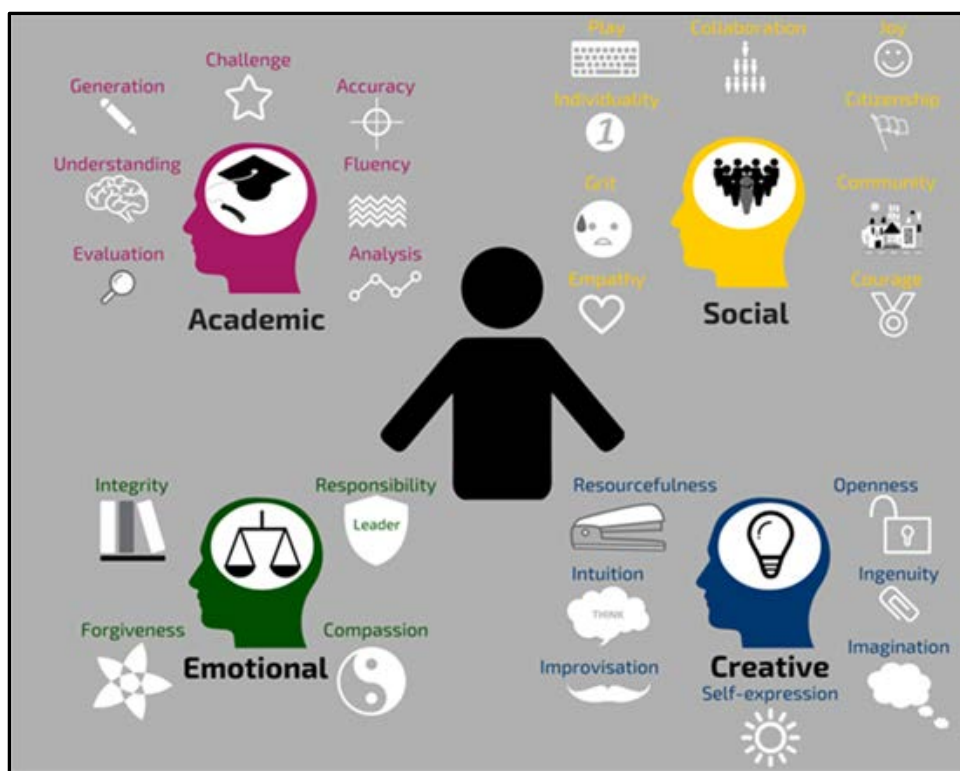 Challenge
Generation
Accuracy
Understanding
Fluency
Evaluation
Analysis
Academic
Play
Collaboration
Joy
Individuality
1
Citizenship
Grit
Community
Empathy
Courage
Social
Integrity
Responsibility
Leader
Forgiveness
Compassion
Emotional
Resourcefulness
Openness
Intuition
THINK
Ingenuity
Improvisation
Imagination
Creative
Self-expression